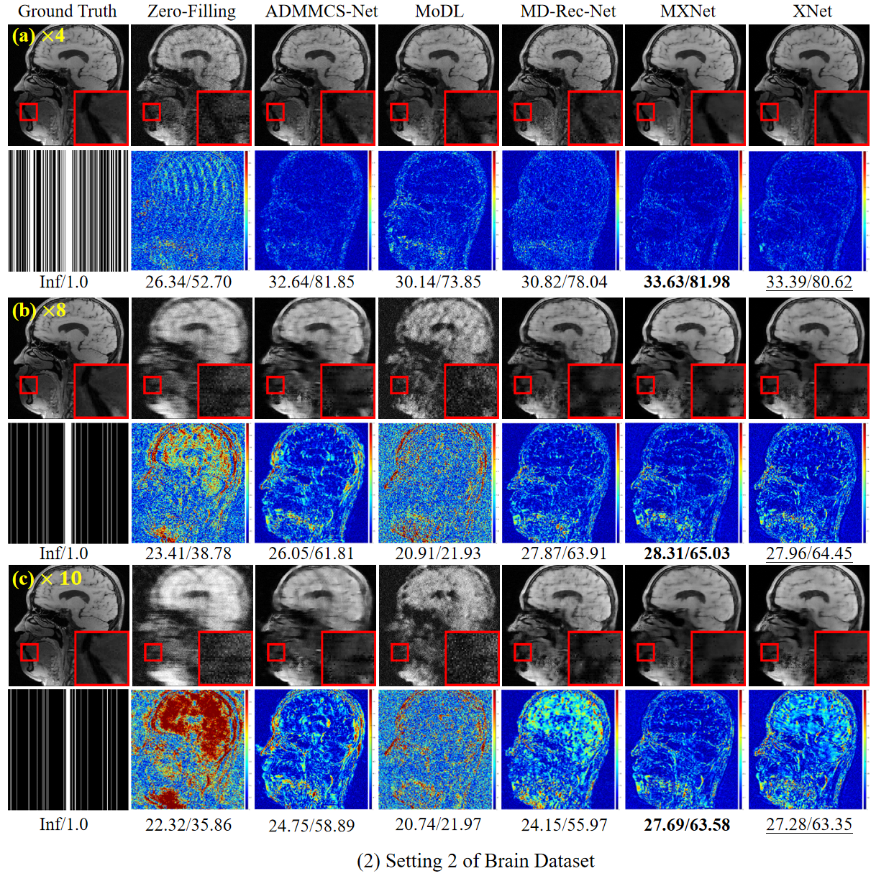 Ground Truth Zero-Filling ADMMCS-Net MoDL MD-Rec-Net MXNet XNet
(a) ×4
Inf/1.0 26.34/52.70 32.64/81.85 30.14/73.85 30.82/78.04 33.63/81.98 33.39/80.62
(b) ×8
Inf/1.0 23.41/38.78 26.05/61.81 20.91/21.93 27.87/63.91 28.31/65.03 27.96/64.45
(c) × 10
Inf/1.0 22.32/35.86 24.75/58.89 20.74/21.97 24.15/55.97 27.69/63.58 27.28/63.35
(2) Setting 2 of Brain Dataset